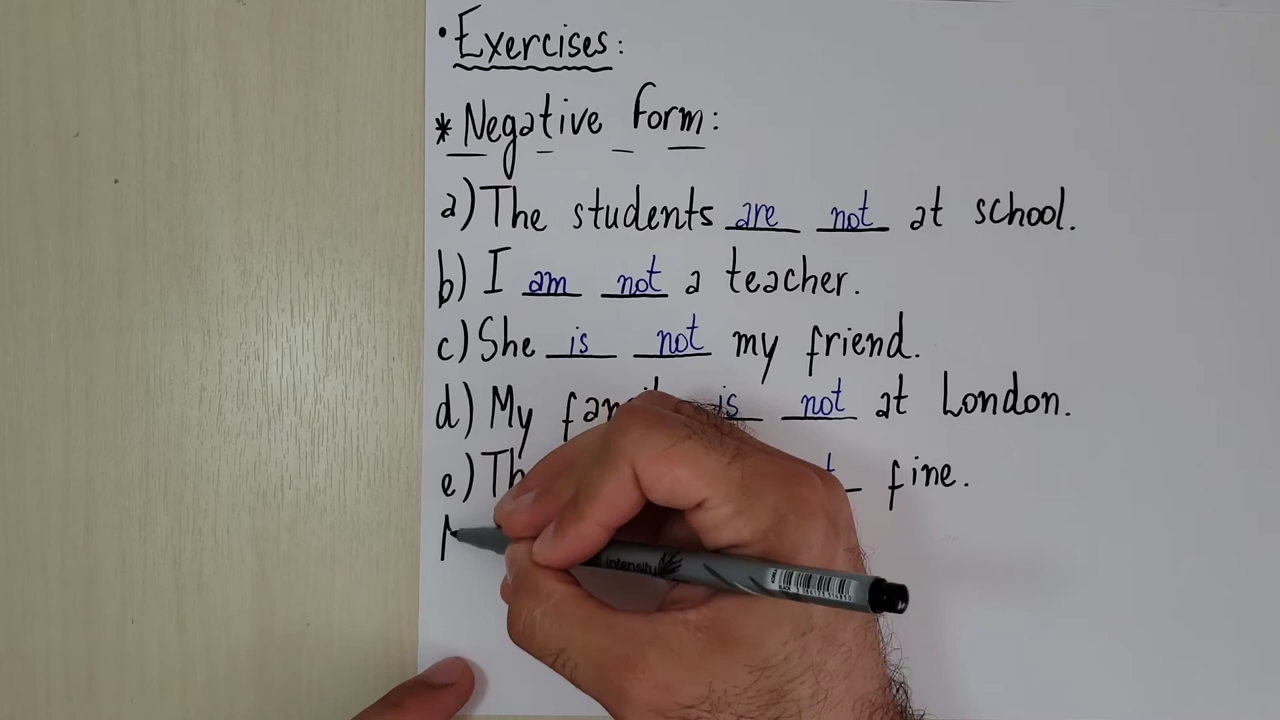 • Exercises:
* Negative form:
a) The students are not at school.
b) I am not a teacher.
c) She is not my friend.
d) My is not at London.
e) fine.
intensity